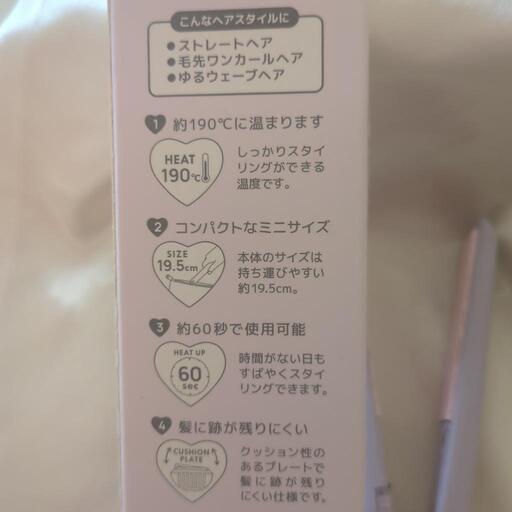 こんなヘアスタイルに
●ストレートヘア
●毛先ワンカールヘア
●ゆるウェーブヘア
1 約190℃に温まります
HEAT
190℃
しっかりスタイ
リングができる
温度です。
2 コンパクトなミニサイズ
SIZE
19.5cm
本体のサイズは
持ち運びやすい
約19.5cm。
3 約60秒で使用可能
HEAT UP
60
sec
時間がない日も
すばやくスタイ
リングできます。
4 髪に跡が残りにくい
CUSHION
PLATE
クッション性の
あるプレートで
髪に跡が残り
にくい仕様です。